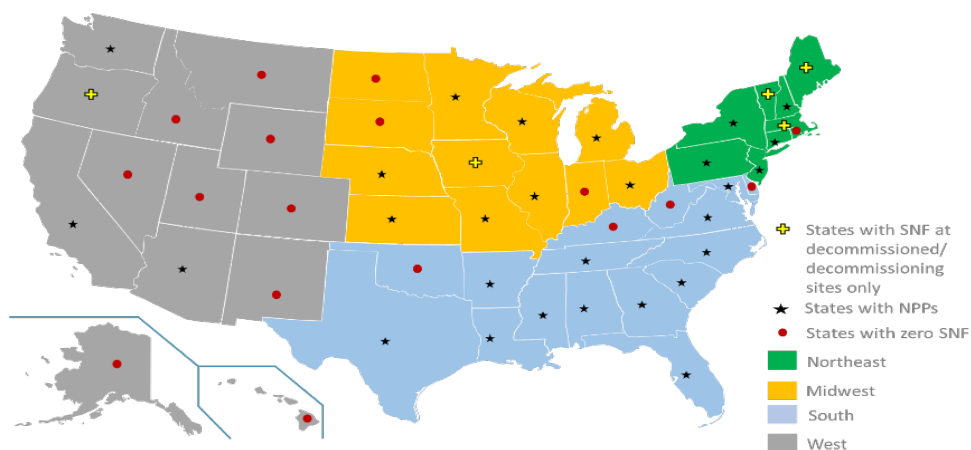 States with SNF at
decommissioned/
decommissioning
sites only
States with NPPs
States with zero SNF
Northeast
Midwest
South
West